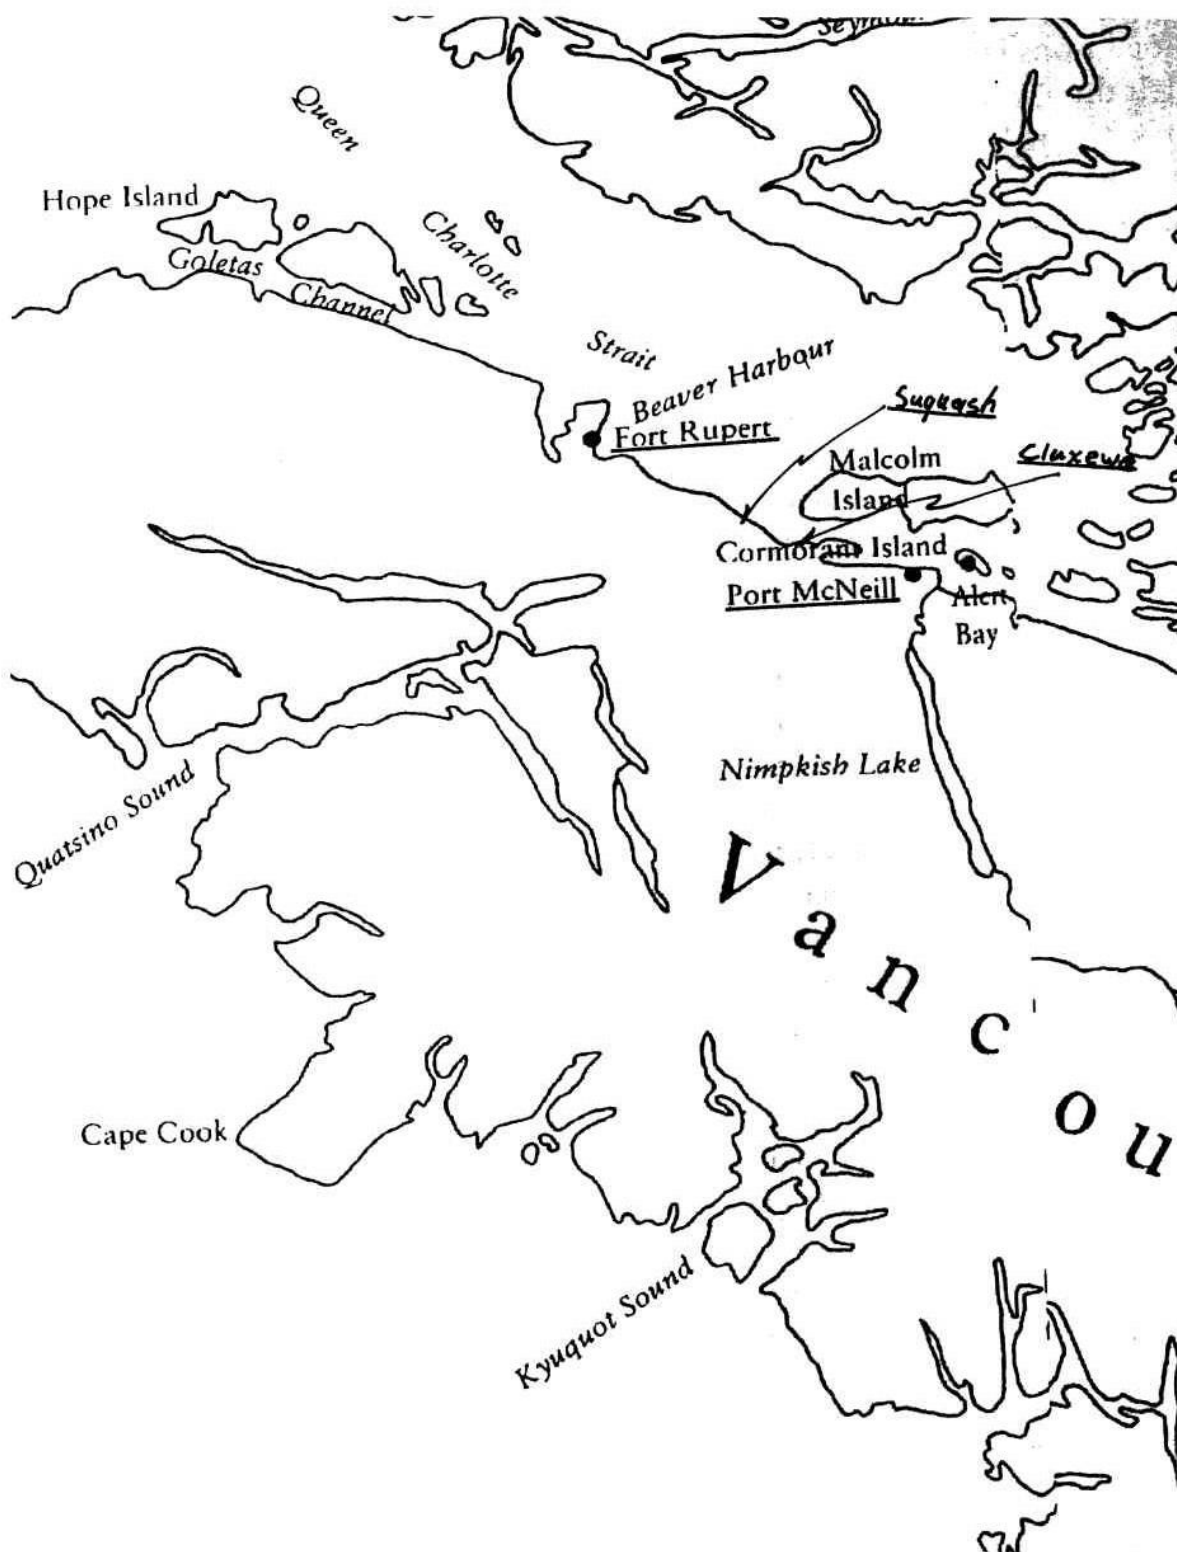 Seymour
Queen
Charlotte
Strait
Hope Island
Goletas
Channel
Beaver Harbour
Fort Rupert
Suquash
Malcolm
Island
Cluxewe
Cormorant Island
Port McNeill
Alert
Bay
Nimpkish Lake
Quatsino Sound
Vancou
Cape Cook
Kyuquot Sound